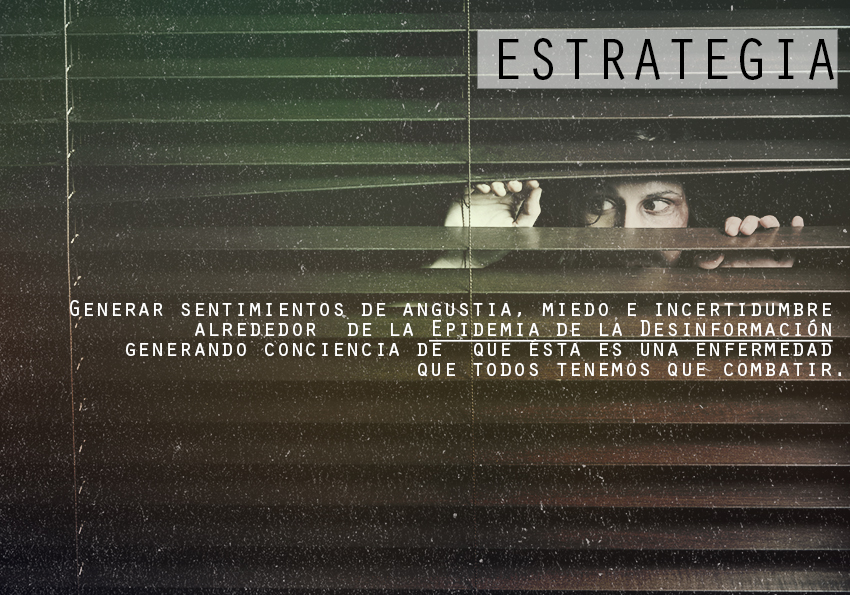 ESTRATEGIA
Generar sentimientos de angustia, miedo e incertidumbre
alrededor de la Epidemia de la Desinformación
generando conciencia de que ésta es una enfermedad
que todos tenemos que combatir.